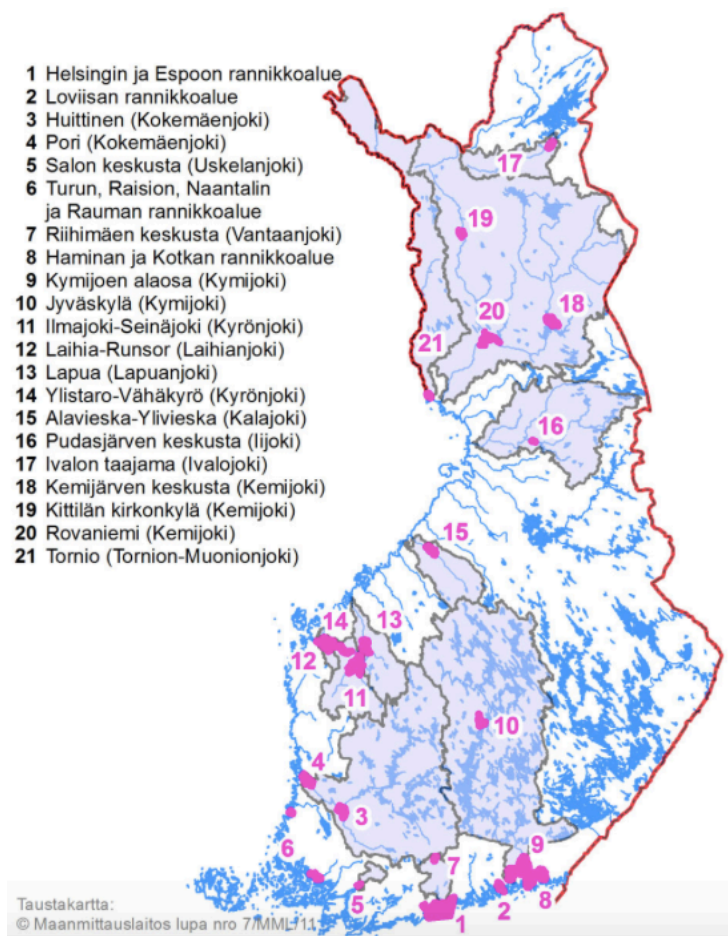 1 Helsingin ja Espoon rannikkoalue
2 Loviisan rannikkoalue
3 Huittinen (Kokemäenjoki)
4 Pori (Kokemäenjoki)
5 Salon keskusta (Uskelanjoki)
6 Turun, Raision, Naantalin
ja Rauman rannikkoalue
7 Riihimäen keskusta (Vantaanjoki)
8 Haminan ja Kotkan rannikkoalue
9 Kymijoen alaosa (Kymijoki)
10 Jyväskylä (Kymijoki)
11 Ilmajoki-Seinäjoki (Kyrönjoki)
12 Laihia-Runsor (Laihianjoki)
13 Lapua (Lapuanjoki)
14 Ylistaro-Vähäkyrö (Kyrönjoki)
15 Alavieska-Ylivieska (Kalajoki)
16 Pudasjärven keskusta (Iijoki)
17 Ivalon taajama (Ivalojoki)
18 Kemijärven keskusta (Kemijoki)
19 Kittilän kirkonkylä (Kemijoki)
20 Rovaniemi (Kemijoki)
21 Tornio (Tornion-Muonionjoki)
17
19
18
20
21
16
15
14
13
12
11
10
4
3
9
7
6
5
2
8
1
Taustakartta:
© Maanmittauslaitos lupa nro